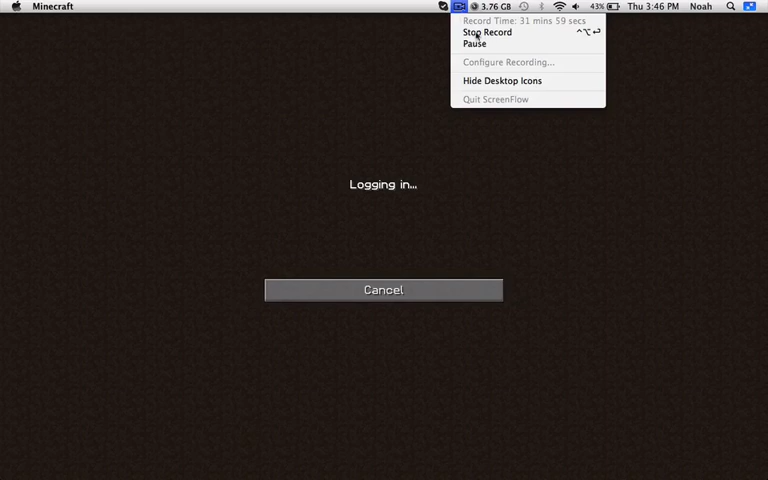 Minecraft 3.76 GB 43% Thu 3:46 PM Noah
Record Time: 31 mins 59 secs
Stop Record ^⌥↩
Pause
Configure Recording...
Hide Desktop Icons
Quit ScreenFlow
Logging in...
Cancel